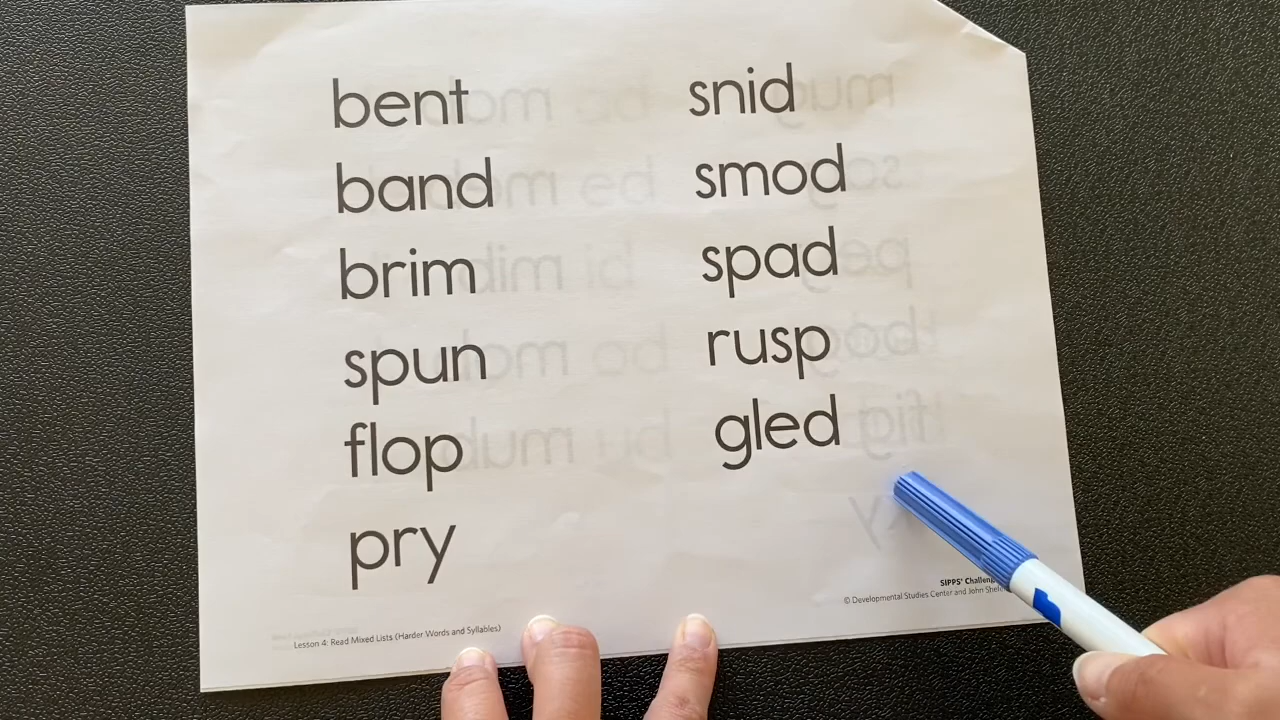 bent
band
brim
spun
flop
pry
snid
smod
spad
rusp
gled
Lesson 4: Read Mixed Lists (Harder Words and Syllables)
SIPPS®
© Developmental Studies Center and John